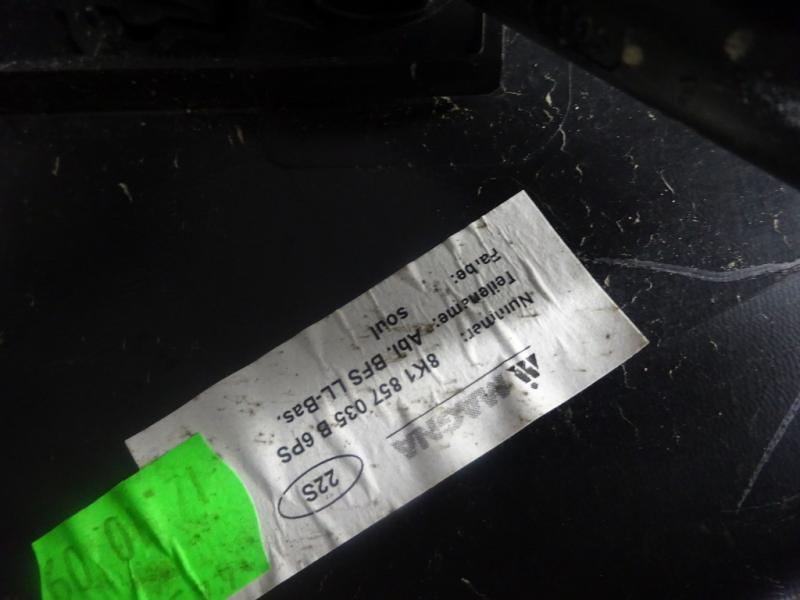 MAGNA
Nummer: 8K1 857 035 B 6PS
Teilename: Abl. BFS LL-Bas.
Farbe: soul
22S